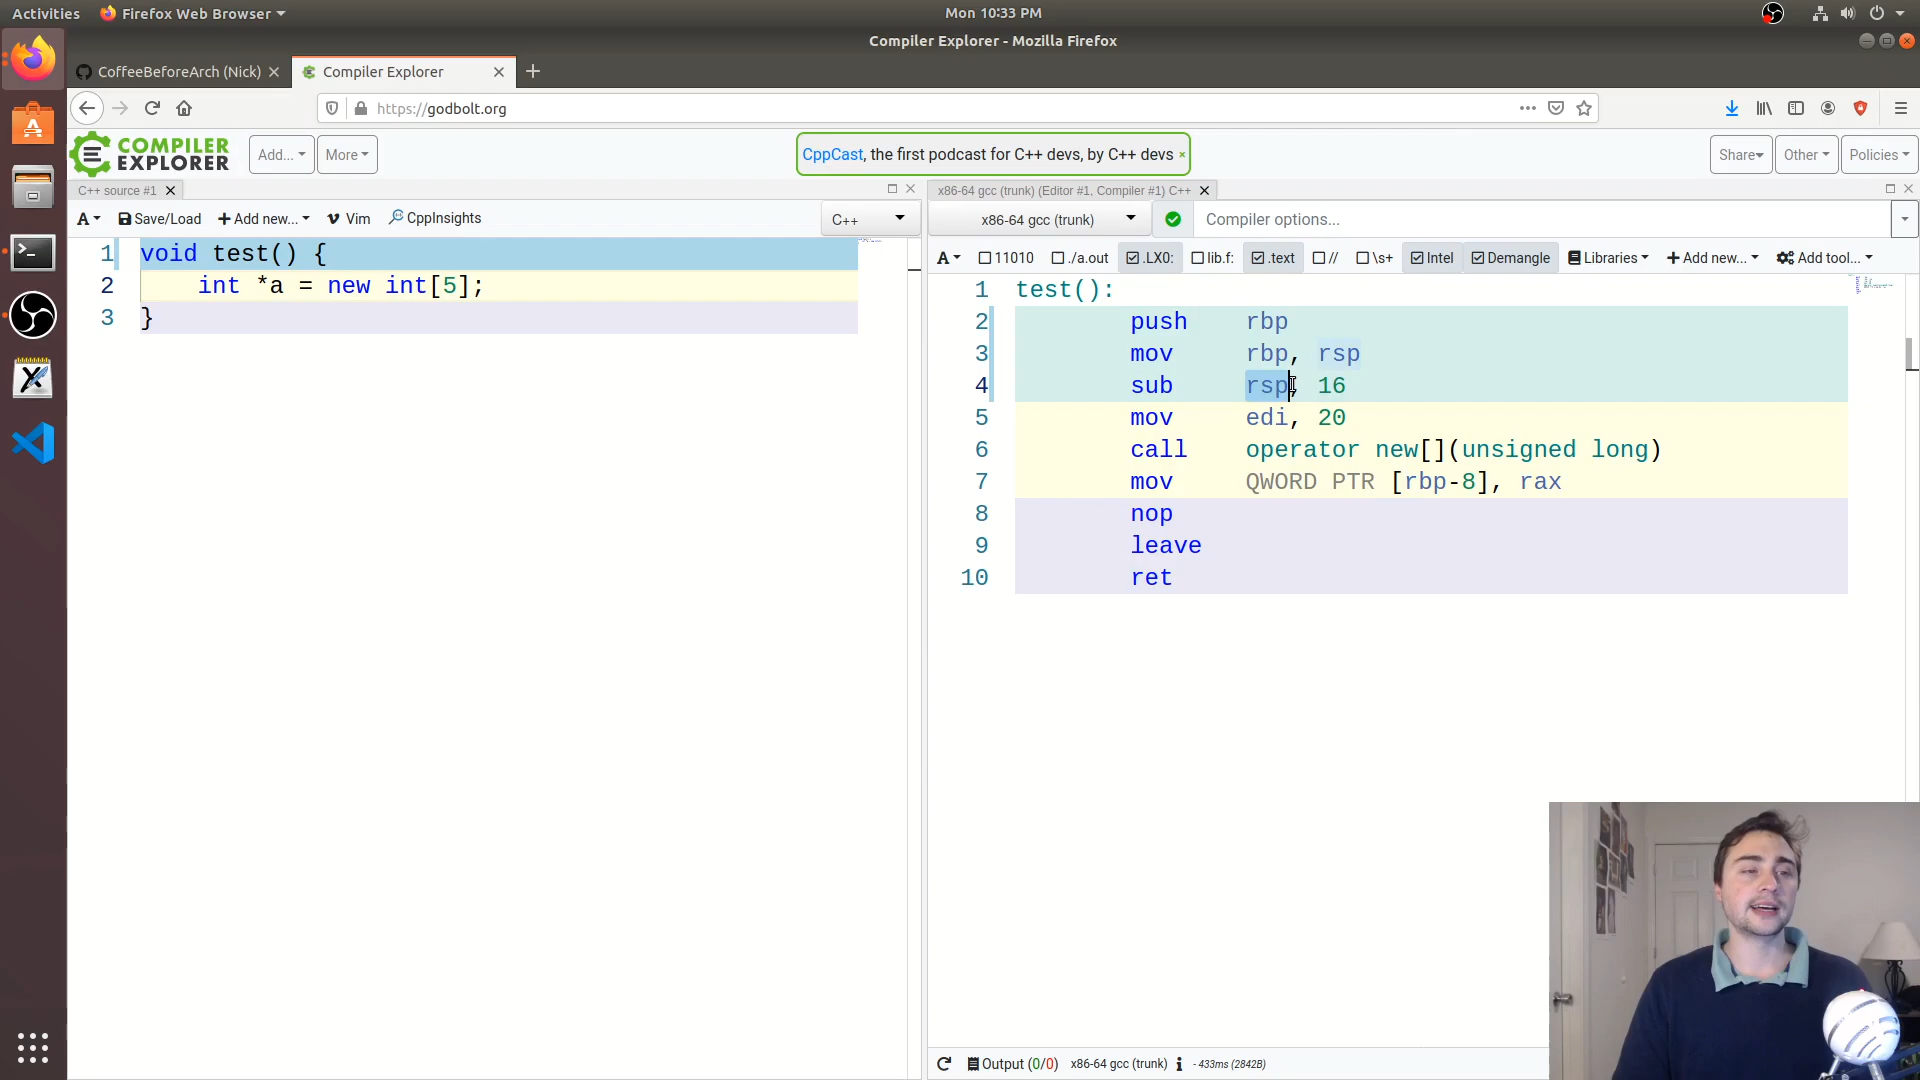 Activities
Firefox Web Browser
Mon 10:33 PM
Compiler Explorer - Mozilla Firefox
CoffeeBeforeArch (Nick)
Compiler Explorer
https://godbolt.org
COMPILER
EXPLORER
Add...
More
CppCast, the first podcast for C++ devs, by C++ devs ×
Share
Other
Policies
C++ source #1
x86-64 gcc (trunk) (Editor #1, Compiler #1) C++
A
Save/Load
Add new...
Vim
CppInsights
C++
x86-64 gcc (trunk)
Compiler options...
A
11010
./a.out
.LX0:
lib.f:
.text
//
\s+
Intel
Demangle
Libraries
Add new...
Add tool...
1 void test() {
2 int *a = new int[5];
3 }
1 test():
2 push rbp
3 mov rbp, rsp
4 sub rsp, 16
5 mov edi, 20
6 call operator new[](unsigned long)
7 mov QWORD PTR [rbp-8], rax
8 nop
9 leave
10 ret
Output (0/0) x86-64 gcc (trunk) i - 433ms (2842B)